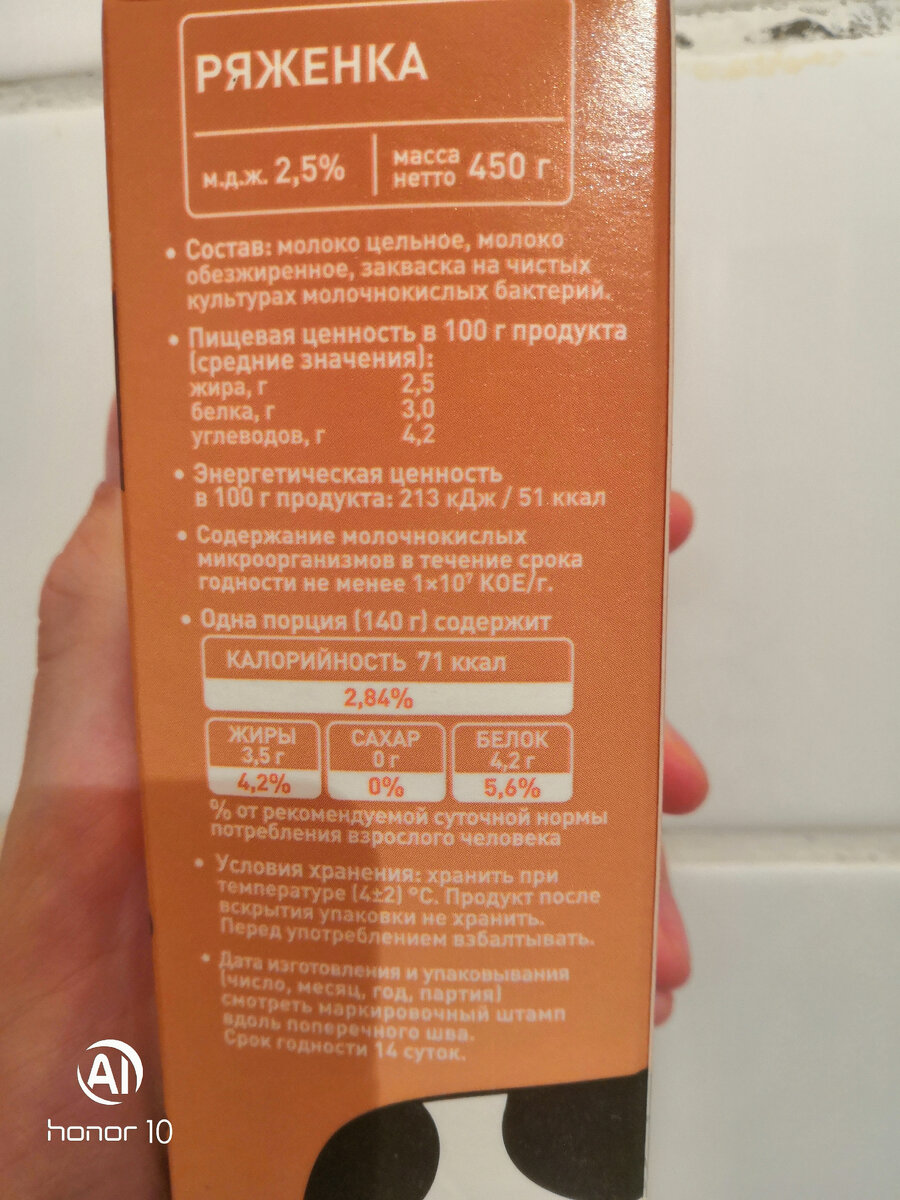 РЯЖЕНКА
м.д.ж. 2,5% масса нетто 450 г
• Состав: молоко цельное, молоко
обезжиренное, закваска на чистых
культурах молочнокислых бактерий.
• Пищевая ценность в 100 г продукта
(средние значения):
жира, г 2,5
белка, г 3,0
углеводов, г 4,2
• Энергетическая ценность
в 100 г продукта: 213 кДж / 51 ккал
• Содержание молочнокислых
микроорганизмов в течение срока
годности не менее 1×10⁷ КОЕ/г.
• Одна порция (140 г) содержит
КАЛОРИЙНОСТЬ 71 ккал
2,84%
ЖИРЫ САХАР БЕЛОК
3,5 г 0 г 4,2 г
4,2% 0% 5,6%
% от рекомендуемой суточной нормы
потребления взрослого человека
• Условия хранения: хранить при
температуре (4±2) °С. Продукт после
вскрытия упаковки не хранить.
Перед употреблением взбалтывать.
• Дата изготовления и упаковывания
(число, месяц, год, партия)
смотреть маркировочный штамп
вдоль поперечного шва.
Срок годности 14 суток.
AI
honor 10